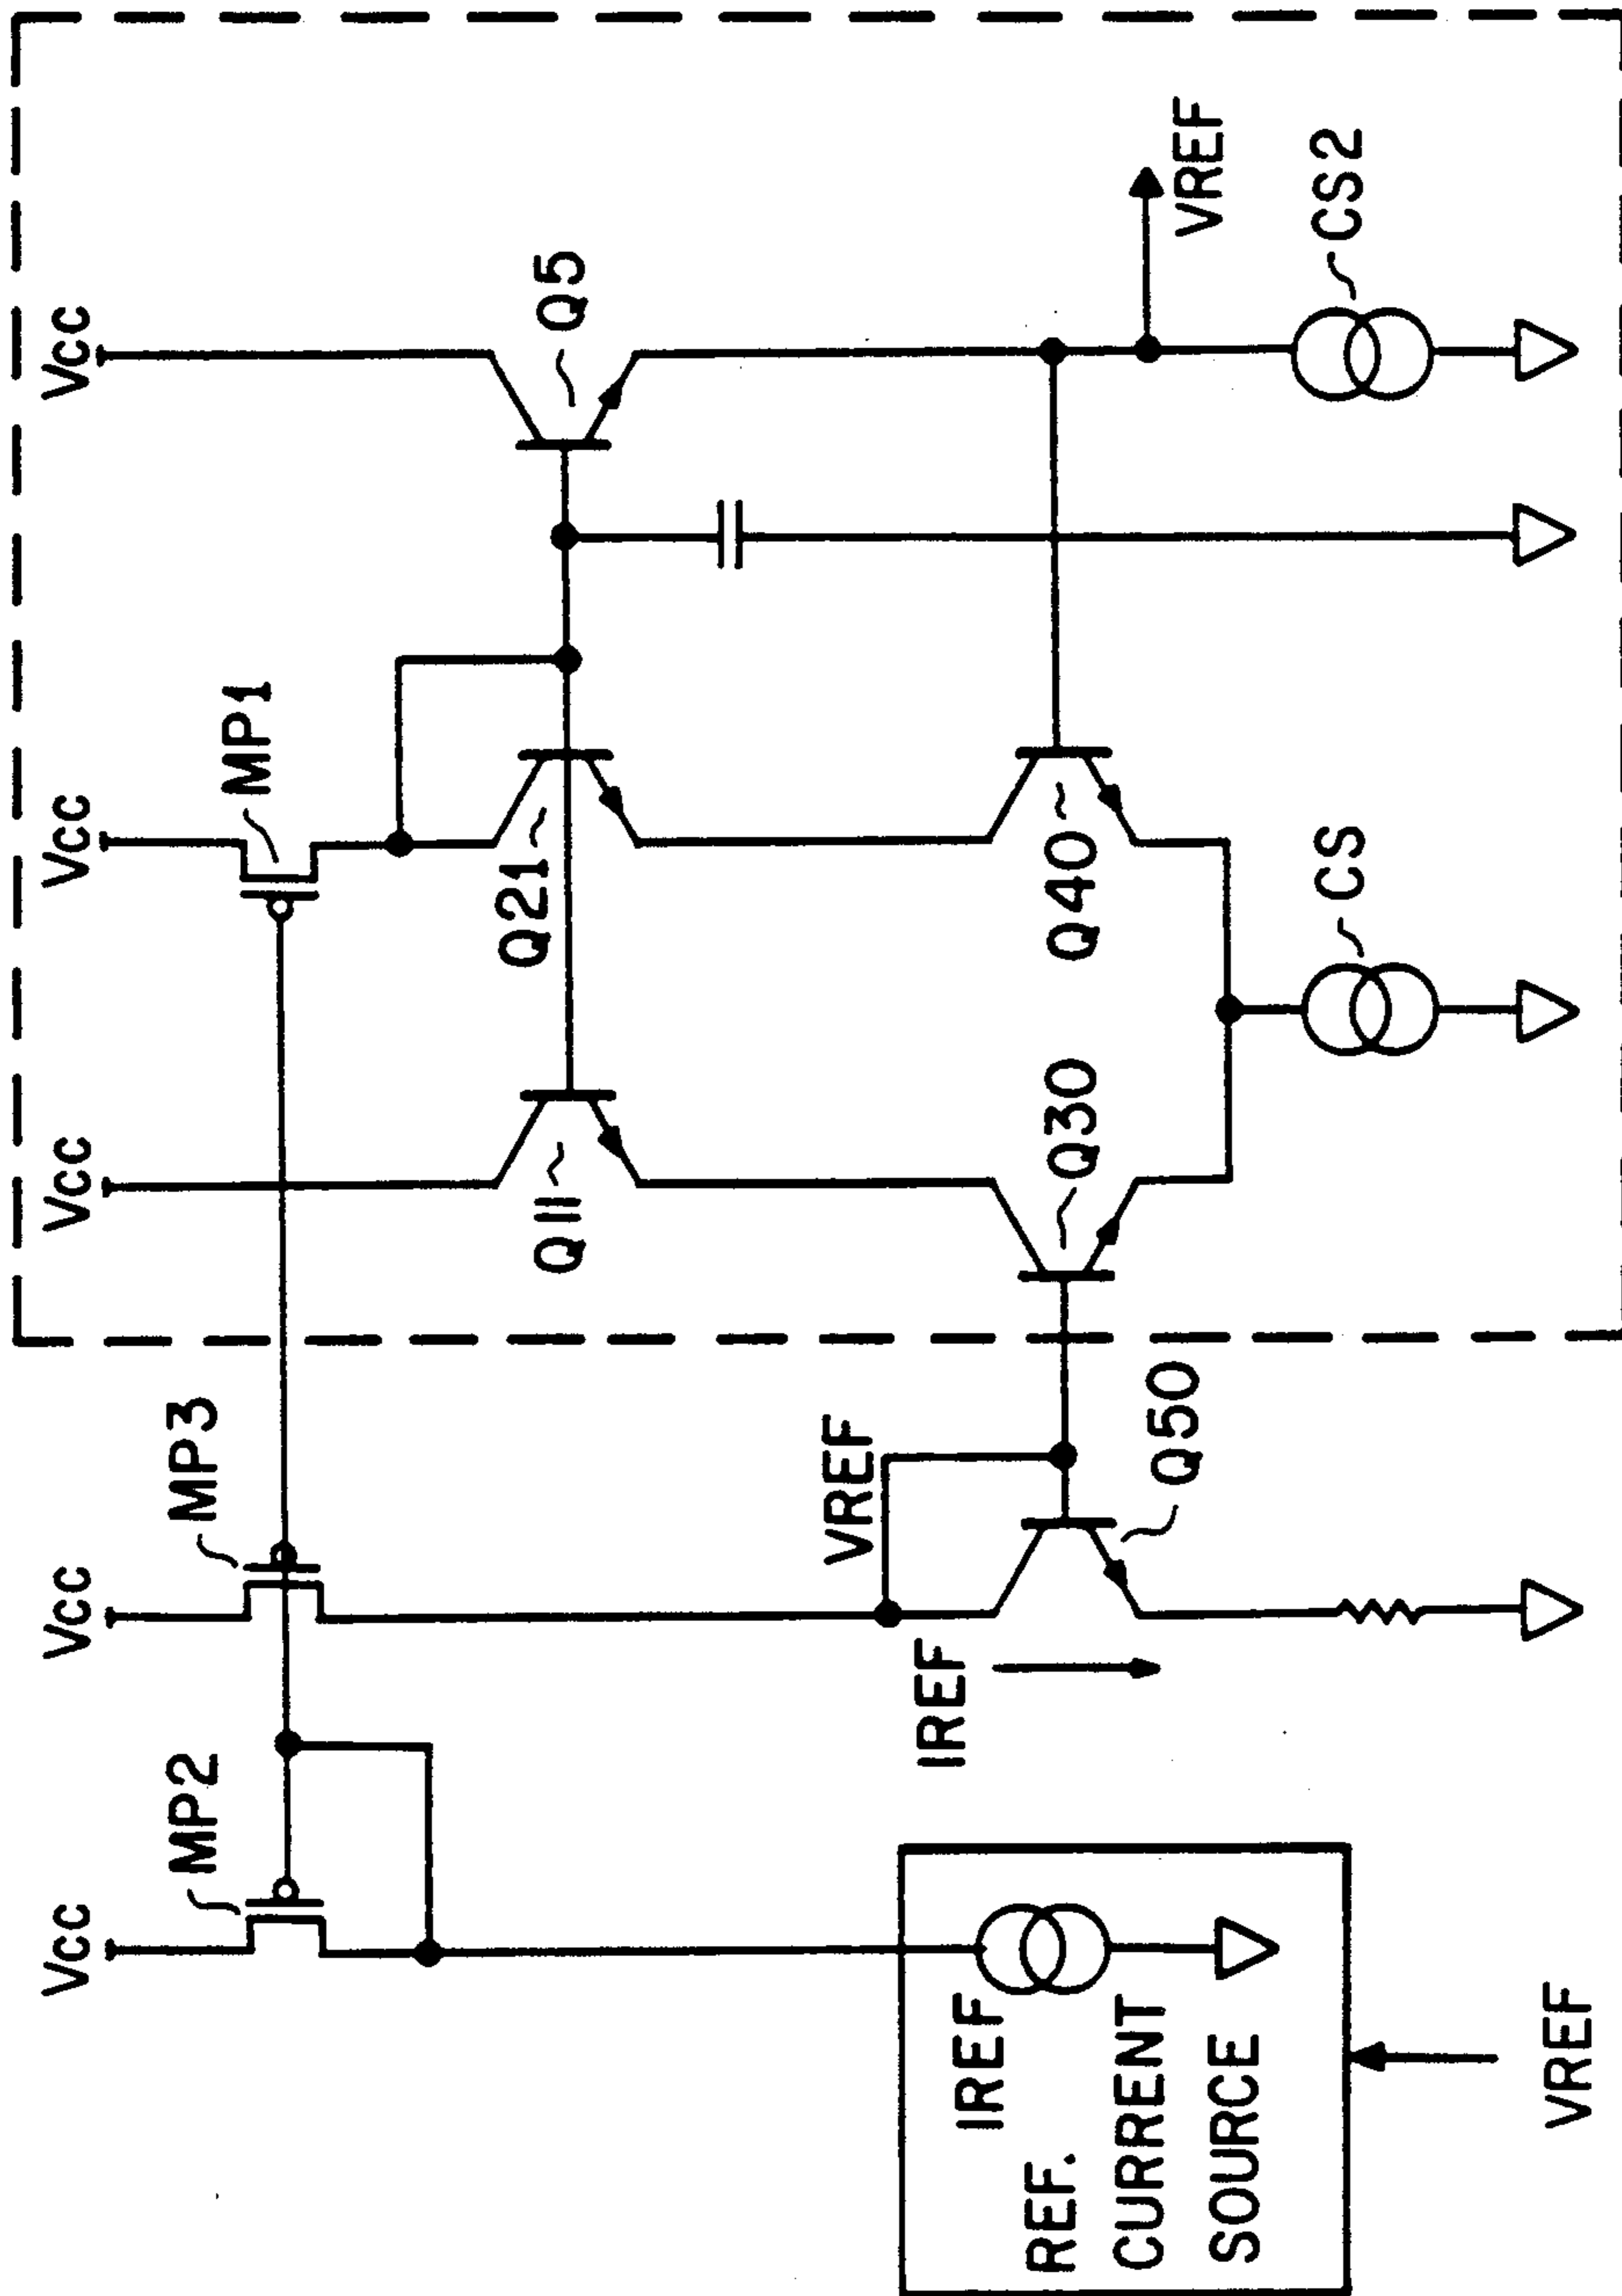 Vcc
Vcc
Vcc
Vcc
Vcc
MP2
MP3
MP1
Q11
Q21
Q5
VREF
IREF
Q50
Q30
Q40
VREF
CS
CS2
IREF
REF.
CURRENT
SOURCE
VREF